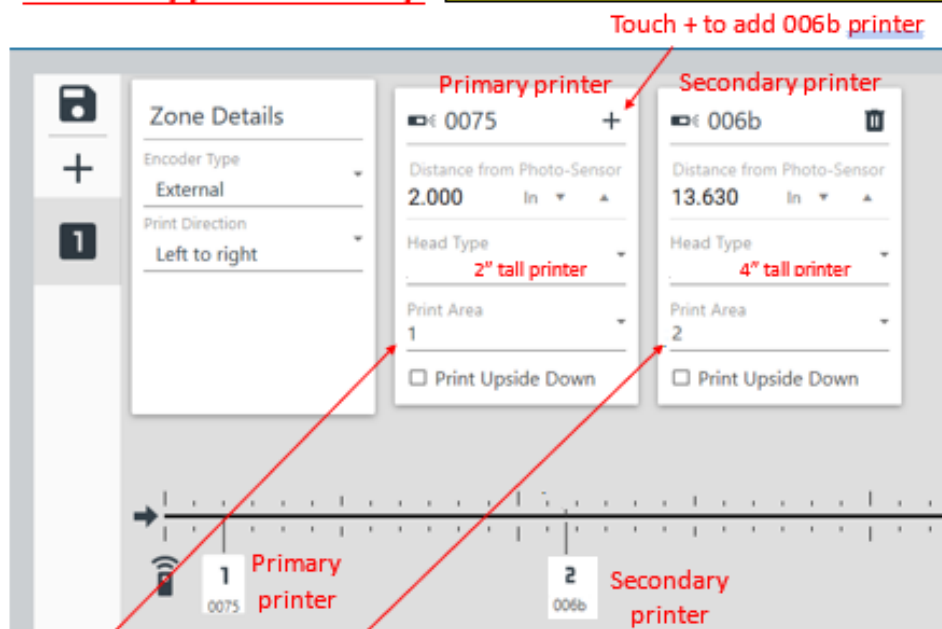 Touch + to add 006b printer
Primary printer
Secondary printer
Zone Details
0075 +
006b
Encoder Type
External
Distance from Photo-Sensor
2.000 In
Distance from Photo-Sensor
13.630 In
Print Direction
Left to right
Head Type
2” tall printer
Head Type
4” tall printer
Print Area
1
Print Area
2
Print Upside Down
Print Upside Down
1
1
0075
Primary
printer
2
006b
Secondary
printer